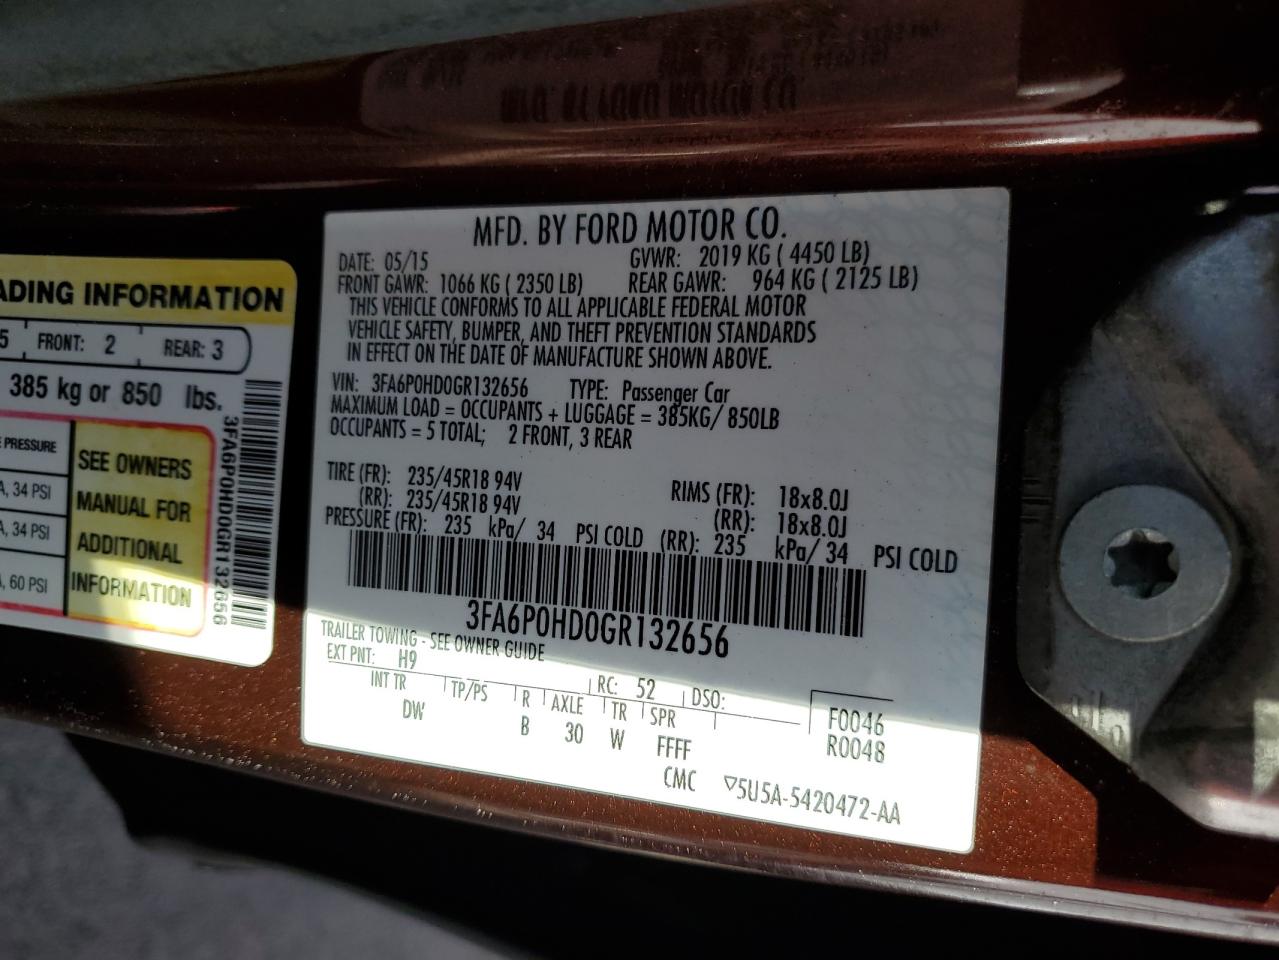 ADING INFORMATION
5 FRONT: 2 REAR: 3
385 kg or 850 lbs.
PRESSURE
A, 34 PSI
A, 34 PSI
A, 60 PSI
SEE OWNERS
MANUAL FOR
ADDITIONAL
INFORMATION
3FA6P0HD0GR132656
MFD. BY FORD MOTOR CO.
DATE: 05/15 GVWR: 2019 KG ( 4450 LB)
FRONT GAWR: 1066 KG ( 2350 LB) REAR GAWR: 964 KG ( 2125 LB)
THIS VEHICLE CONFORMS TO ALL APPLICABLE FEDERAL MOTOR
VEHICLE SAFETY, BUMPER, AND THEFT PREVENTION STANDARDS
IN EFFECT ON THE DATE OF MANUFACTURE SHOWN ABOVE.
VIN: 3FA6P0HD0GR132656 TYPE: Passenger Car
MAXIMUM LOAD = OCCUPANTS + LUGGAGE = 385KG/ 850LB
OCCUPANTS = 5 TOTAL; 2 FRONT, 3 REAR
TIRE (FR): 235/45R18 94V RIMS (FR): 18x8.0J
(RR): 235/45R18 94V (RR): 18x8.0J
PRESSURE (FR): 235 kPa/ 34 PSI COLD (RR): 235 kPa/ 34 PSI COLD
3FA6P0HD0GR132656
TRAILER TOWING - SEE OWNER GUIDE
EXT PNT: H9 RC: 52 DSO:
INT TR TP/PS R AXLE TR SPR F0046
DW B 30 W FFFF R0048
CMC ▽5U5A-5420472-AA